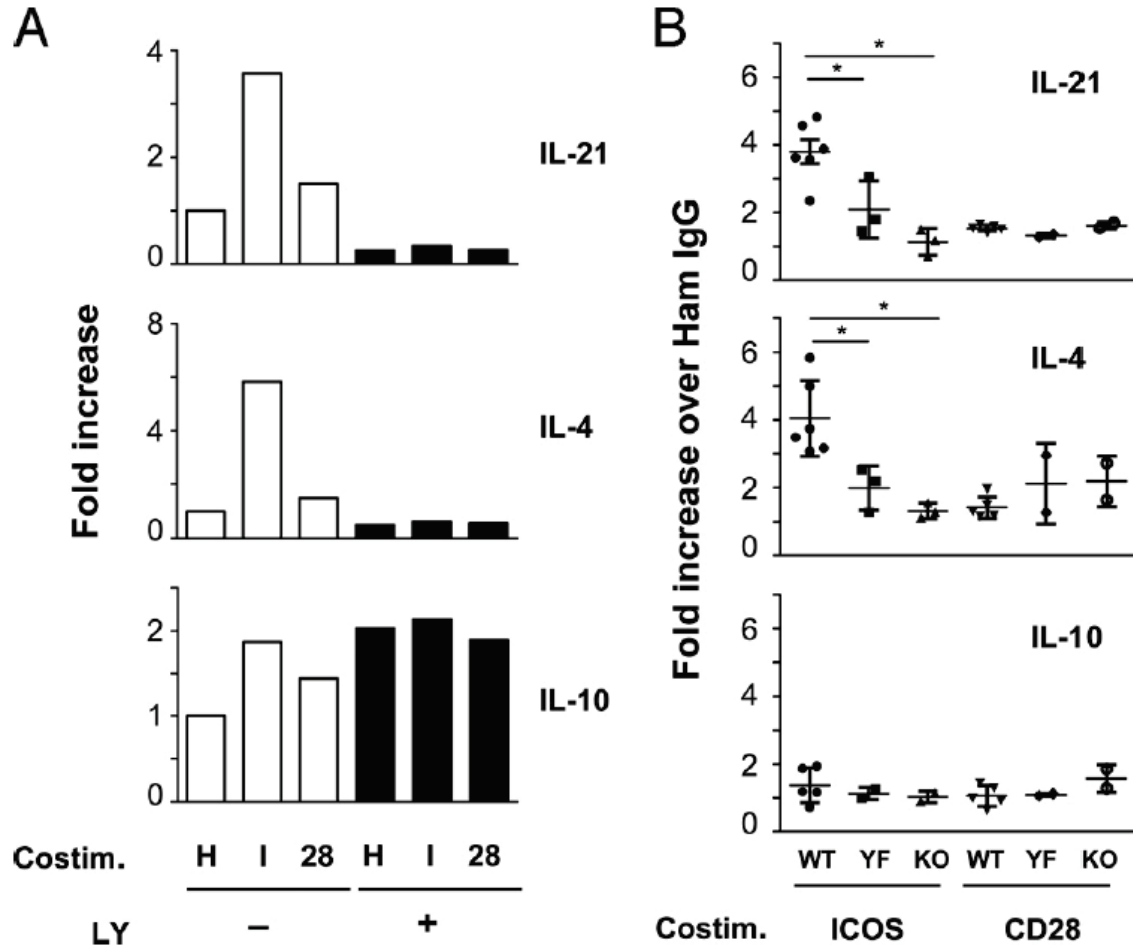 A
Fold increase
4
2
0
IL-21
8
4
0
IL-4
2
1
0
IL-10
Costim. H I 28 H I 28
LY – +
B
Fold increase over Ham IgG
6
4
2
0
*
*
IL-21
6
4
2
0
*
*
IL-4
6
4
2
0
IL-10
WT YF KO WT YF KO
Costim. ICOS CD28